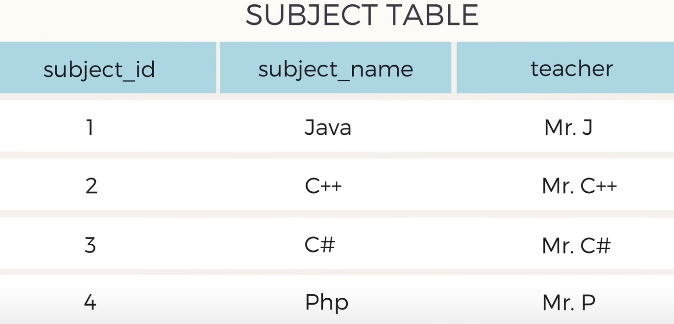 SUBJECT TABLE
subject_id subject_name teacher
1 Java Mr. J
2 C++ Mr. C++
3 C# Mr. C#
4 Php Mr. P